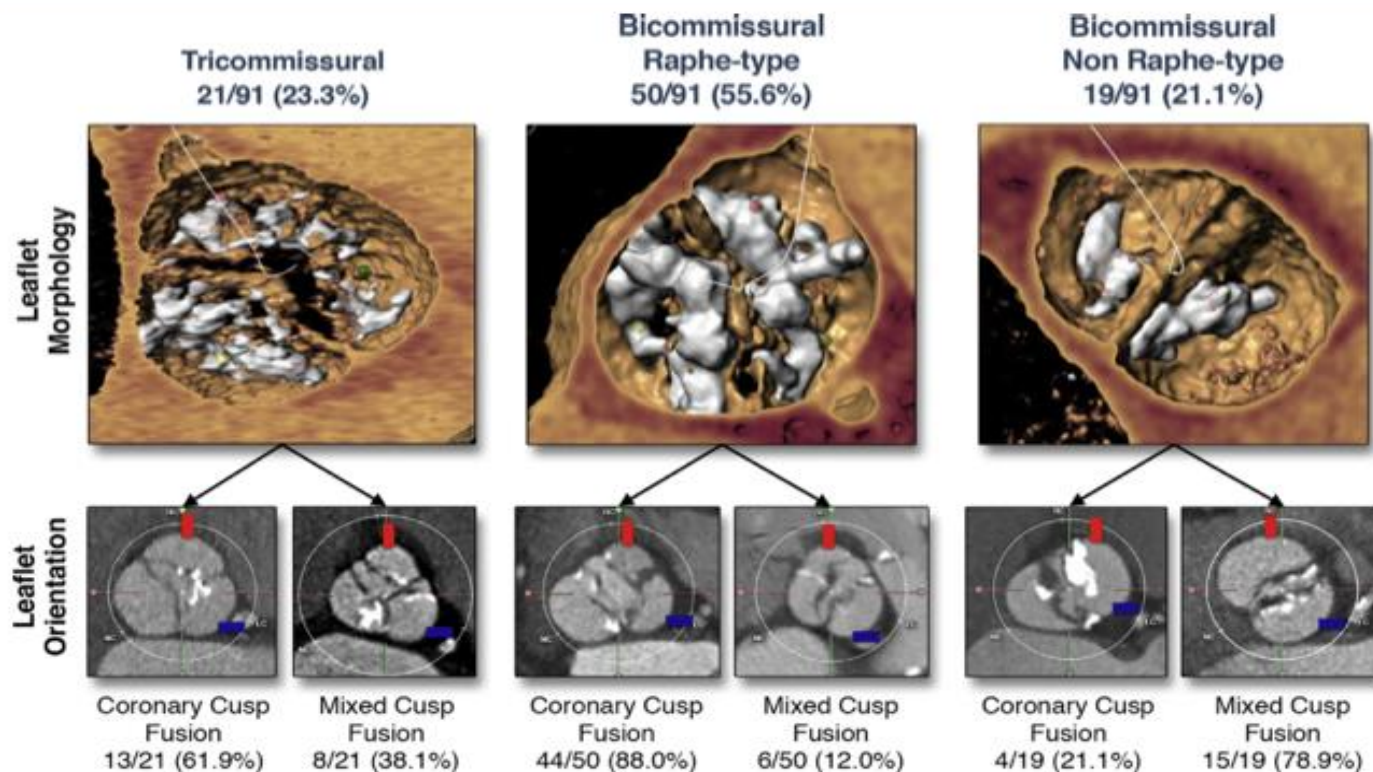 Tricommissural
21/91 (23.3%)
Bicommissural
Raphe-type
50/91 (55.6%)
Bicommissural
Non Raphe-type
19/91 (21.1%)
Leaflet
Morphology
Leaflet
Orientation
Coronary Cusp
Fusion
13/21 (61.9%)
Mixed Cusp
Fusion
8/21 (38.1%)
Coronary Cusp
Fusion
44/50 (88.0%)
Mixed Cusp
Fusion
6/50 (12.0%)
Coronary Cusp
Fusion
4/19 (21.1%)
Mixed Cusp
Fusion
15/19 (78.9%)